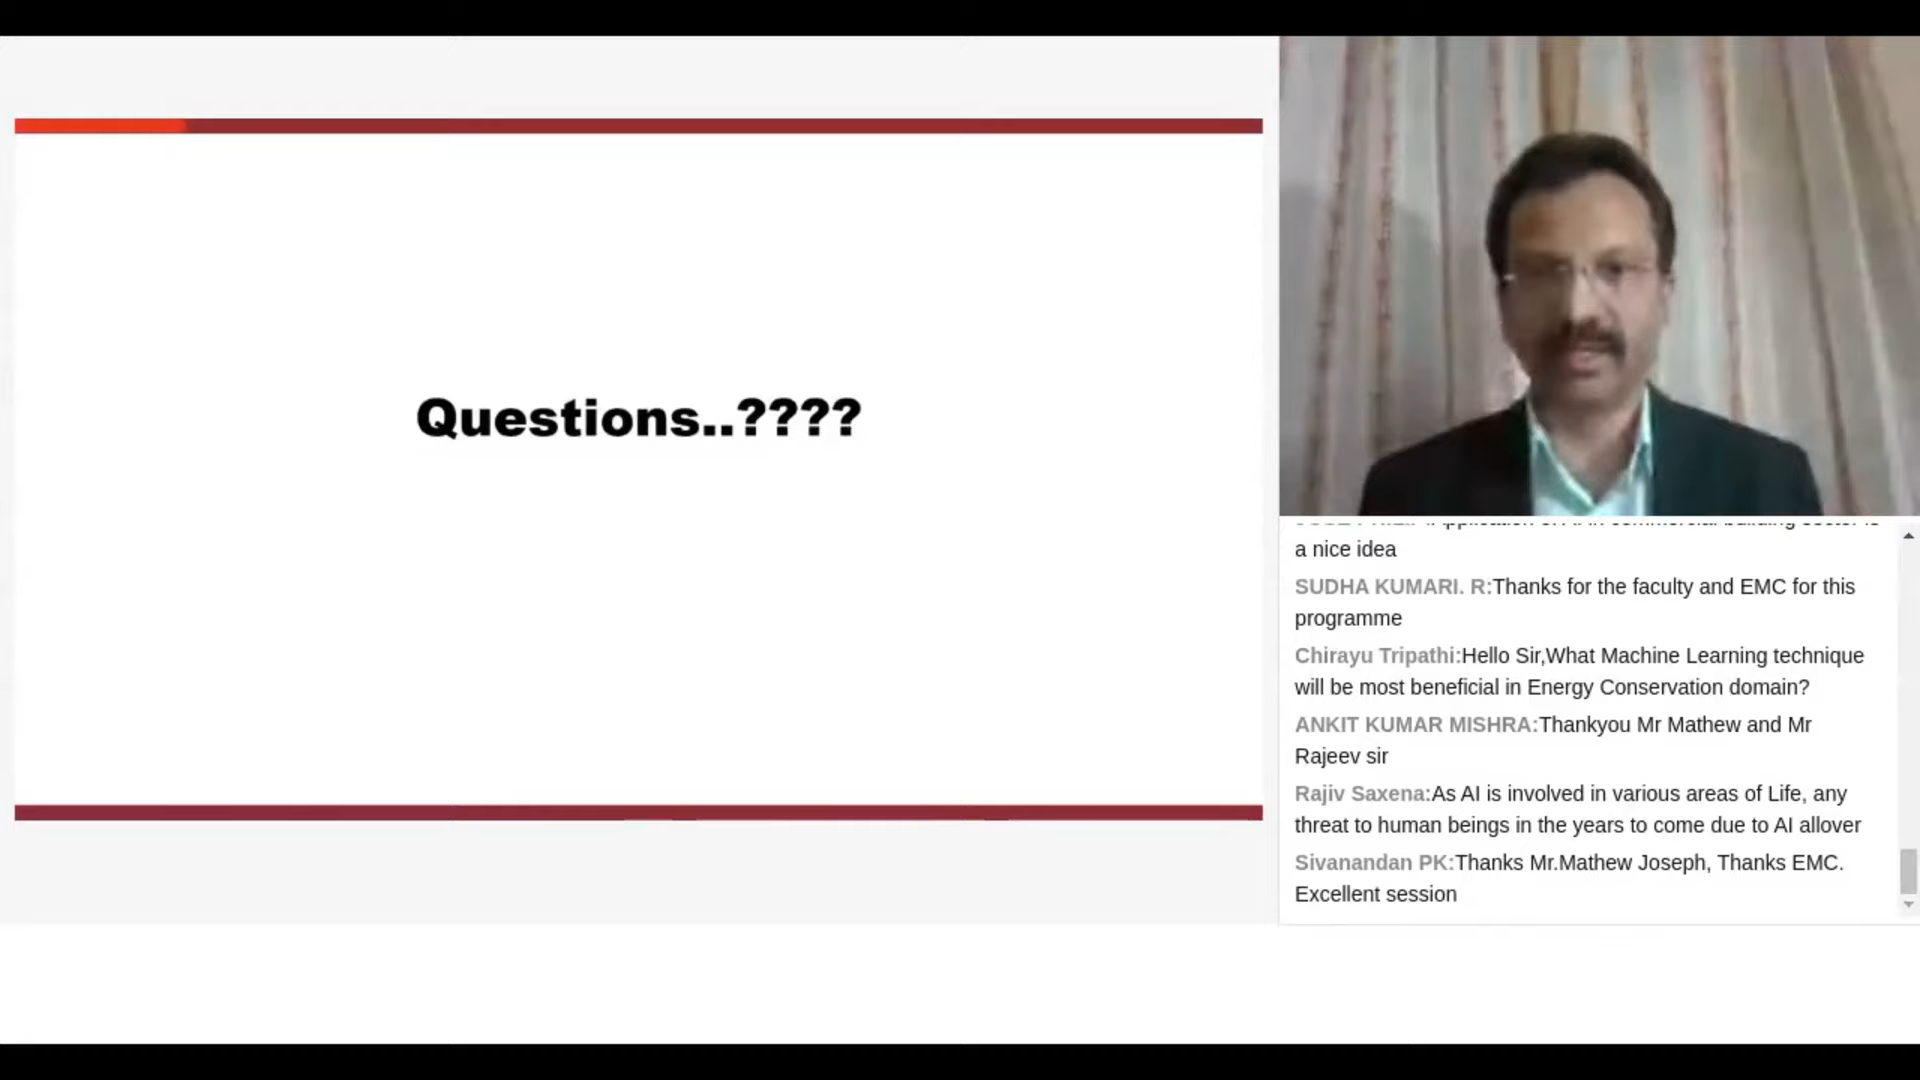 Questions..????
a nice idea
SUDHA KUMARI. R:Thanks for the faculty and EMC for this
programme
Chirayu Tripathi:Hello Sir,What Machine Learning technique
will be most beneficial in Energy Conservation domain?
ANKIT KUMAR MISHRA:Thankyou Mr Mathew and Mr
Rajeev sir
Rajiv Saxena:As AI is involved in various areas of Life, any
threat to human beings in the years to come due to AI allover
Sivanandan PK:Thanks Mr.Mathew Joseph, Thanks EMC.
Excellent session